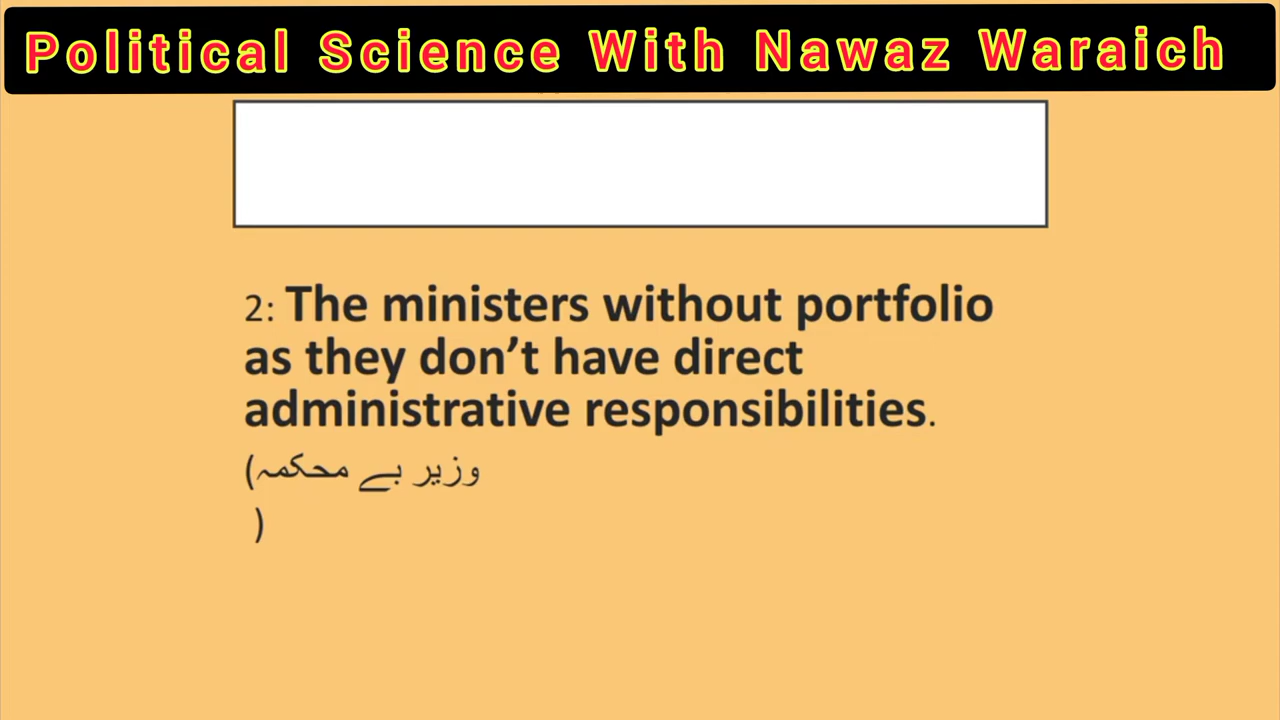 Political Science With Nawaz Waraich
2: The ministers without portfolio
as they don’t have direct
administrative responsibilities.
(وزیر بے محکمہ
)